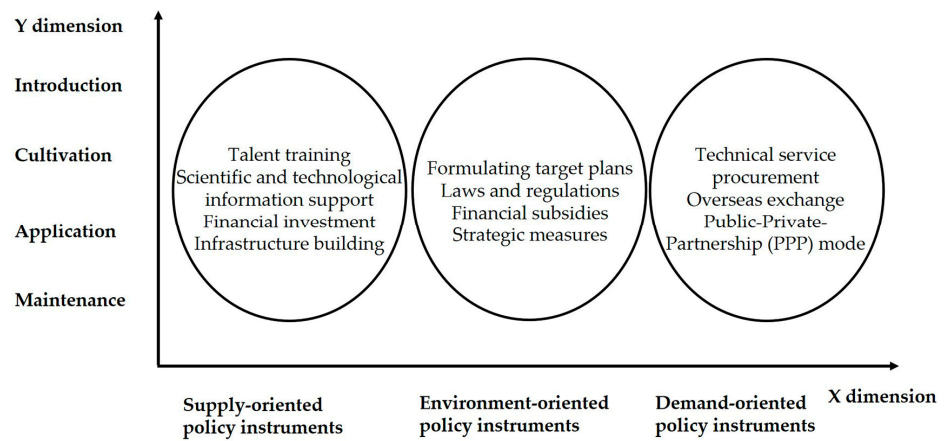 Y dimension
Introduction
Cultivation
Application
Maintenance
Talent training
Scientific and technological
information support
Financial investment
Infrastructure building
Formulating target plans
Laws and regulations
Financial subsidies
Strategic measures
Technical service
procurement
Overseas exchange
Public-Private-
Partnership (PPP) mode
Supply-oriented
policy instruments
Environment-oriented
policy instruments
Demand-oriented
policy instruments
X dimension